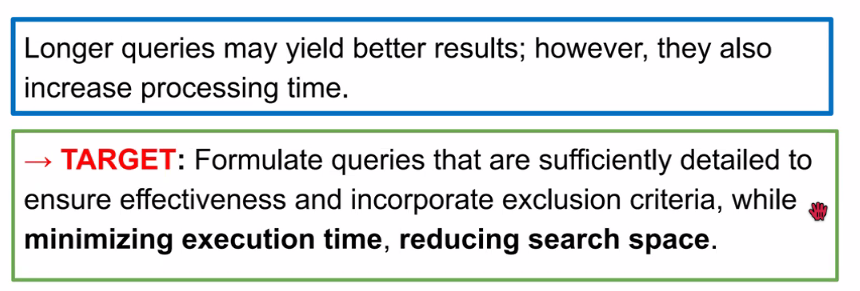 Longer queries may yield better results; however, they also
increase processing time.
→ TARGET: Formulate queries that are sufficiently detailed to
ensure effectiveness and incorporate exclusion criteria, while
minimizing execution time, reducing search space.